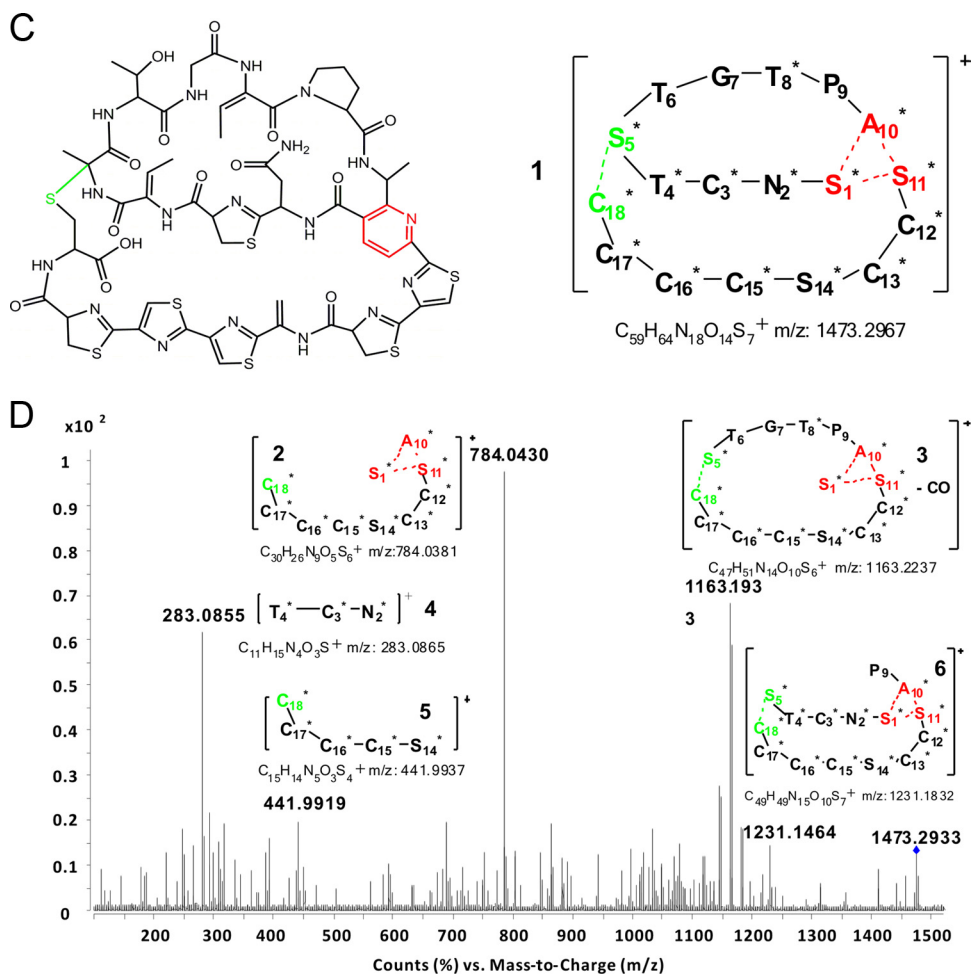 C
OH
O
O
NH
NH
O
HN
N
O
O
NH₂
HN
O
O
O
NH
NH
O
O
S
N
O
N
H
N
S
OH
HN
O
O
N
S
N
S
N
S
N
N
S
O
NH
O
N
S
1
[S₁* A₁₀* S₁₁* C₁₂* C₁₃* S₁₄* C₁₅* C₁₆* C₁₇* C₁₈* S₅* T₆ G₇ T₈* P₉ T₄* C₃* N₂*]+
C₅₉H₆₄N₁₈O₁₄S₇⁺ m/z: 1473.2967
D
x10 ²
1
0.9
0.8
0.7
0.6
0.5
0.4
0.3
0.2
0.1
0
2
[C₁₈* C₁₇* C₁₆* C₁₅* S₁₄* C₁₃* C₁₂* S₁₁* A₁₀* S₁*]+
C₃₀H₂₆N₉O₅S₆⁺ m/z:784.0381
784.0430
283.0855
[T₄* C₃* N₂*]+ 4
C₁₁H₁₅N₄O₃S⁺ m/z: 283.0865
[C₁₈* C₁₇* C₁₆* C₁₅* S₁₄*]+ 5
C₁₅H₁₄N₅O₃S₄⁺ m/z: 441.9937
441.9919
[T₆ G₇ T₈* P₉ A₁₀* S₁* S₁₁* C₁₂* C₁₃* S₁₄* C₁₅* C₁₆* C₁₇* C₁₈* S₅*]+ 3
- CO
C₄₇H₅₁N₁₄O₁₀S₆⁺ m/z: 1163.2237
1163.193
3
[P₉ A₁₀* S₅* T₄* C₃* N₂* S₁* S₁₁* C₁₂* C₁₃* S₁₄* C₁₅* C₁₆* C₁₇* C₁₈*]+ 6
C₄₉H₄₉N₁₅O₁₀S₇⁺ m/z:1231.1832
1231.1464
1473.2933
200 300 400 500 600 700 800 900 1000 1100 1200 1300 1400 1500
Counts (%) vs. Mass-to-Charge (m/z)